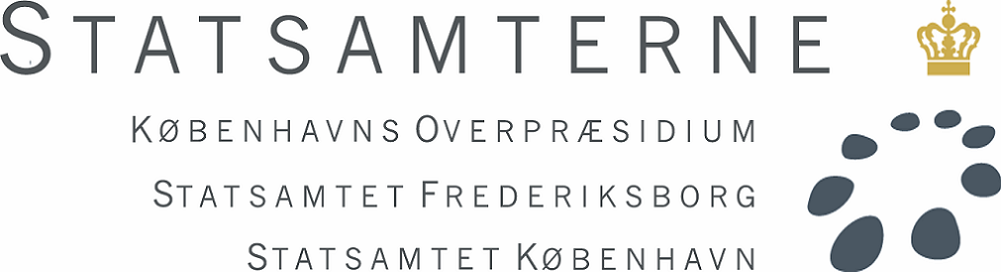 STATSAMTERNE
KØBENHAVNS OVERPRÆSIDIUM
STATSAMTET FREDERIKSBORG
STATSAMTET KØBENHAVN